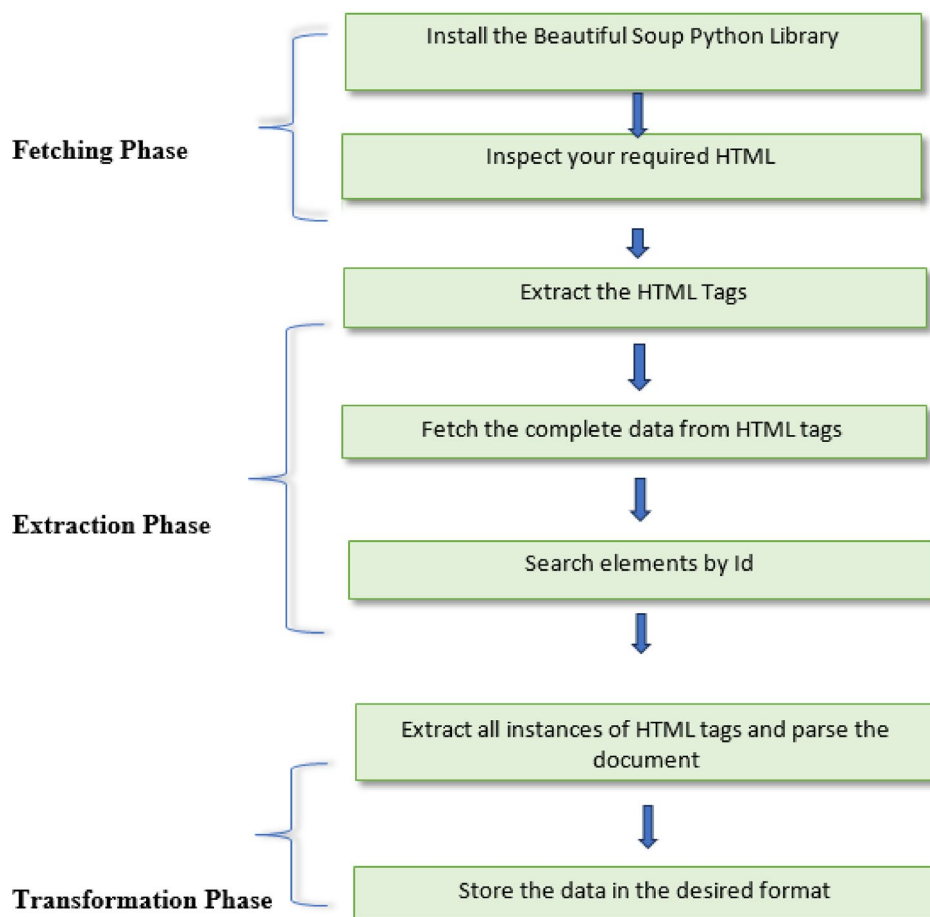 Install the Beautiful Soup Python Library
Fetching Phase
Inspect your required HTML
Extract the HTML Tags
Fetch the complete data from HTML tags
Extraction Phase
Search elements by Id
Extract all instances of HTML tags and parse the
document
Transformation Phase
Store the data in the desired format